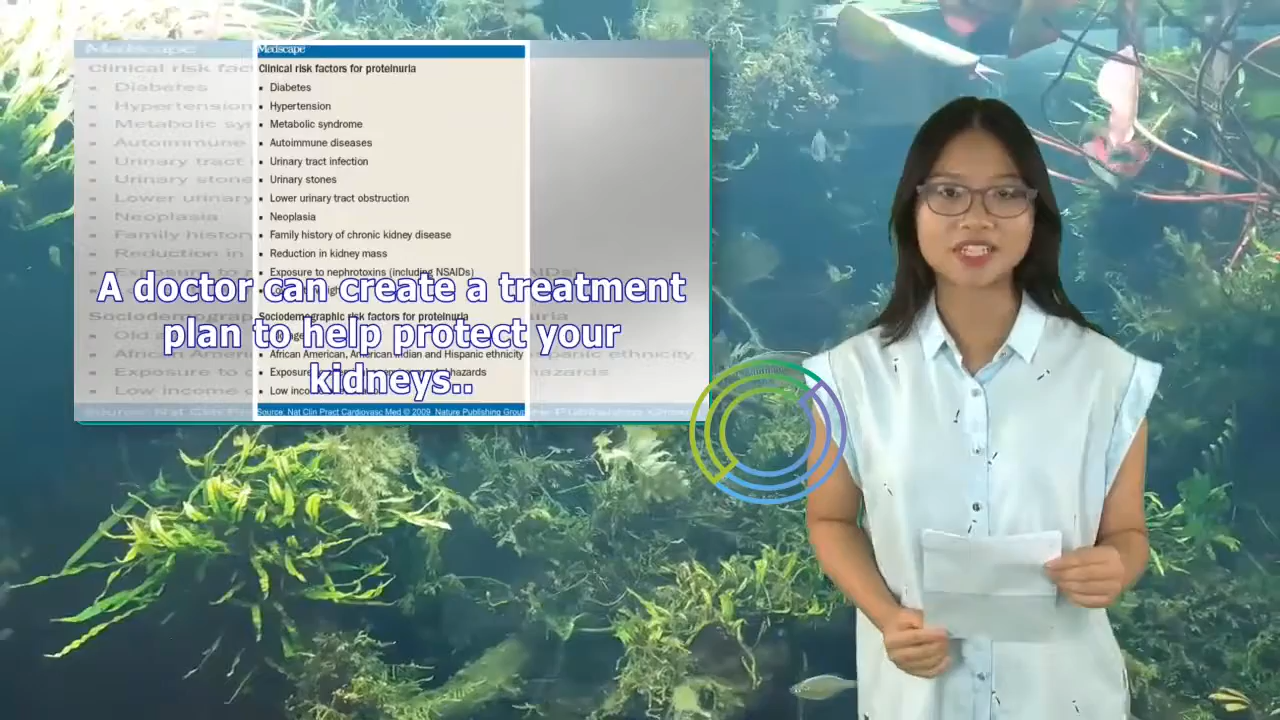 Medscape
Clinical risk factors for proteinuria
Diabetes
Hypertension
Metabolic syndrome
Autoimmune diseases
Urinary tract infection
Urinary stones
Lower urinary tract obstruction
Neoplasia
Family history of chronic kidney disease
Reduction in kidney mass
Exposure to nephrotoxins (including NSAIDs)
A doctor can create a treatment
Sociodemographic risk factors for proteinuria
plan to help protect your
African American, American Indian and Hispanic ethnicity
Exposure hazards
kidneys..
Low
Source: Nat Clin Pract Cardiovasc Med © 2009 Nature Publishing Group